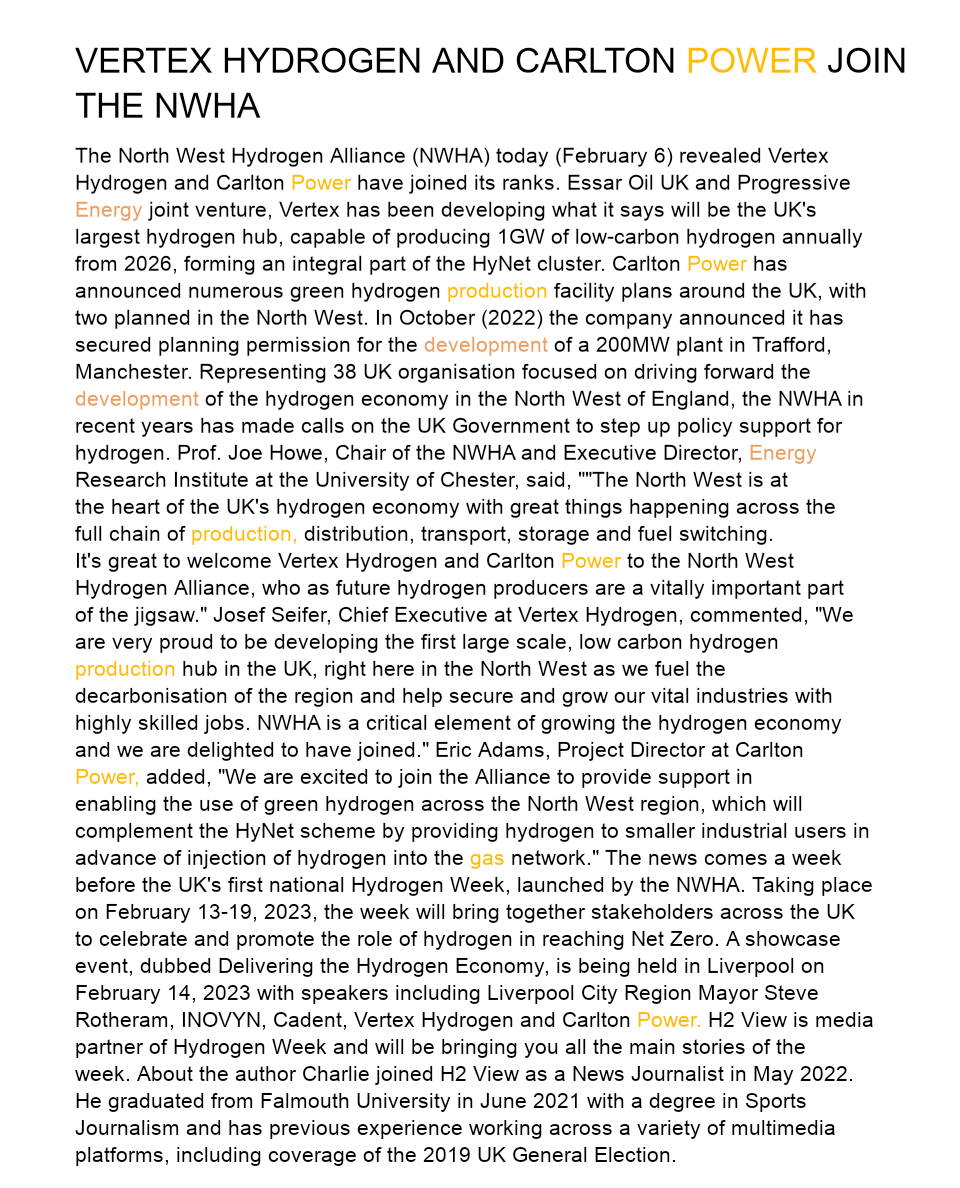 VERTEX HYDROGEN AND CARLTON POWER JOIN
THE NWHA
The North West Hydrogen Alliance (NWHA) today (February 6) revealed Vertex
Hydrogen and Carlton Power have joined its ranks. Essar Oil UK and Progressive
Energy joint venture, Vertex has been developing what it says will be the UK's
largest hydrogen hub, capable of producing 1GW of low-carbon hydrogen annually
from 2026, forming an integral part of the HyNet cluster. Carlton Power has
announced numerous green hydrogen production facility plans around the UK, with
two planned in the North West. In October (2022) the company announced it has
secured planning permission for the development of a 200MW plant in Trafford,
Manchester. Representing 38 UK organisation focused on driving forward the
development of the hydrogen economy in the North West of England, the NWHA in
recent years has made calls on the UK Government to step up policy support for
hydrogen. Prof. Joe Howe, Chair of the NWHA and Executive Director, Energy
Research Institute at the University of Chester, said, ""The North West is at
the heart of the UK's hydrogen economy with great things happening across the
full chain of production, distribution, transport, storage and fuel switching.
It's great to welcome Vertex Hydrogen and Carlton Power to the North West
Hydrogen Alliance, who as future hydrogen producers are a vitally important part
of the jigsaw." Josef Seifer, Chief Executive at Vertex Hydrogen, commented, "We
are very proud to be developing the first large scale, low carbon hydrogen
production hub in the UK, right here in the North West as we fuel the
decarbonisation of the region and help secure and grow our vital industries with
highly skilled jobs. NWHA is a critical element of growing the hydrogen economy
and we are delighted to have joined." Eric Adams, Project Director at Carlton
Power, added, "We are excited to join the Alliance to provide support in
enabling the use of green hydrogen across the North West region, which will
complement the HyNet scheme by providing hydrogen to smaller industrial users in
advance of injection of hydrogen into the gas network." The news comes a week
before the UK's first national Hydrogen Week, launched by the NWHA. Taking place
on February 13-19, 2023, the week will bring together stakeholders across the UK
to celebrate and promote the role of hydrogen in reaching Net Zero. A showcase
event, dubbed Delivering the Hydrogen Economy, is being held in Liverpool on
February 14, 2023 with speakers including Liverpool City Region Mayor Steve
Rotheram, INOVYN, Cadent, Vertex Hydrogen and Carlton Power. H2 View is media
partner of Hydrogen Week and will be bringing you all the main stories of the
week. About the author Charlie joined H2 View as a News Journalist in May 2022.
He graduated from Falmouth University in June 2021 with a degree in Sports
Journalism and has previous experience working across a variety of multimedia
platforms, including coverage of the 2019 UK General Election.